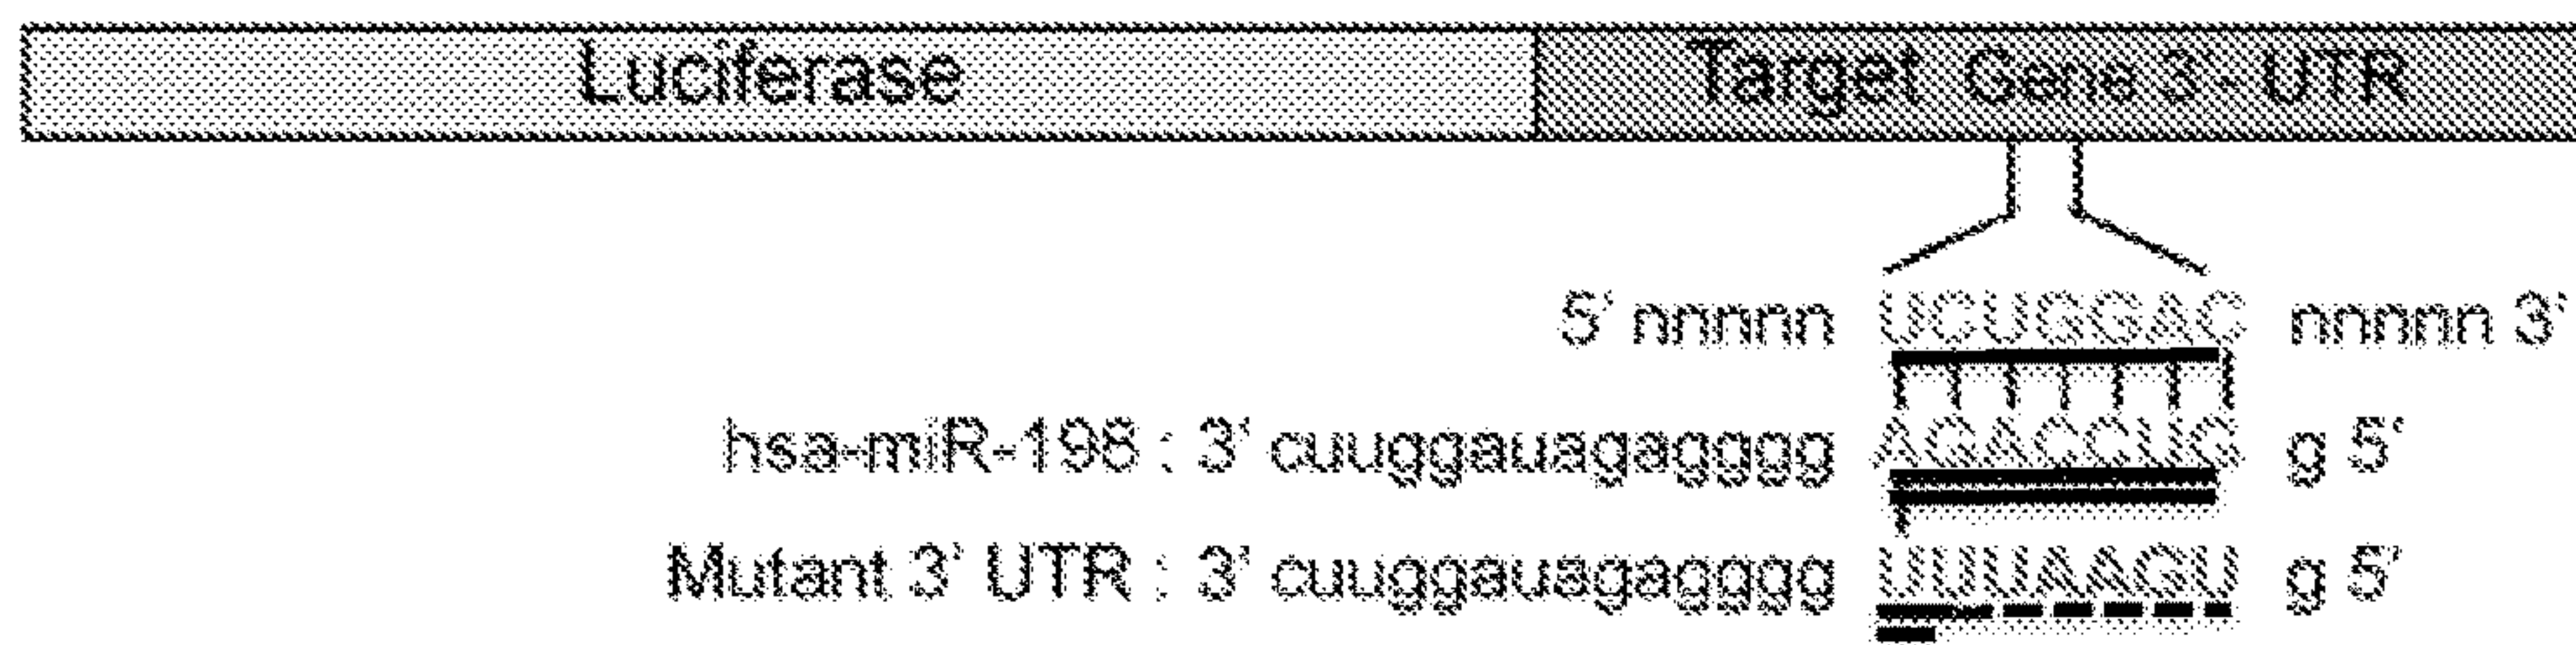 Luciferase Target Gene 3'- UTR
5' nnnnn UCUGGAC nnnnn 3'
hsa-miR-198 : 3' cuuggauagagggg AGACCUG g 5'
Mutant 3' UTR : 3' cuuggauagagggg UUUAAGU g 5'